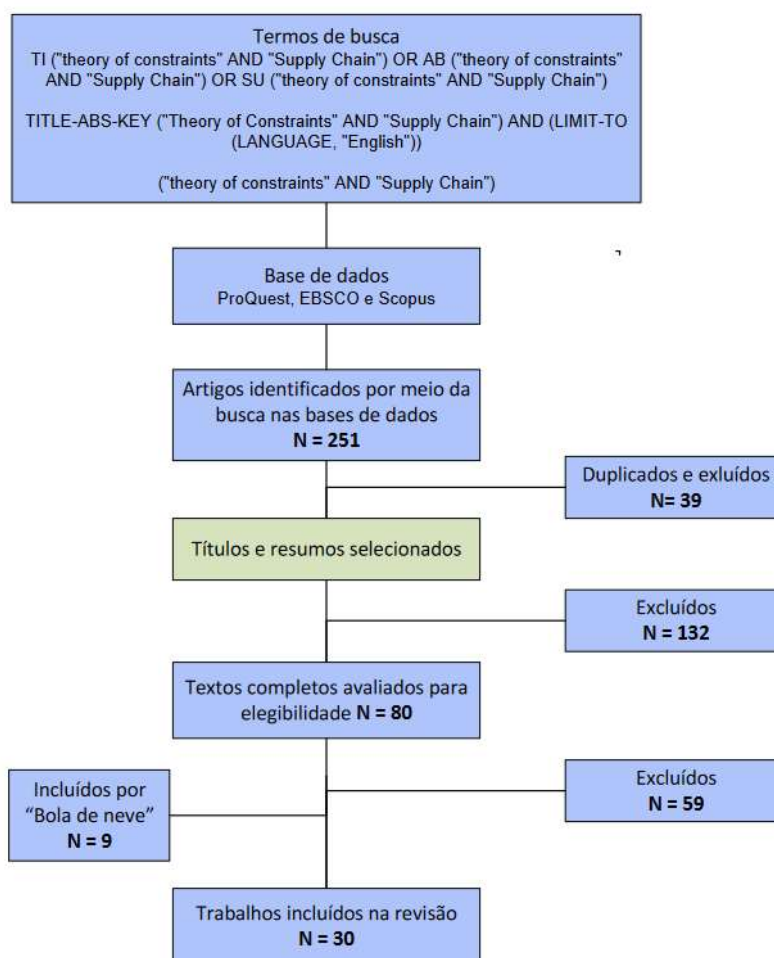 Termos de busca
TI ("theory of constraints" AND "Supply Chain") OR AB ("theory of constraints"
AND "Supply Chain") OR SU ("theory of constraints" AND "Supply Chain")
TITLE-ABS-KEY ("Theory of Constraints" AND "Supply Chain") AND (LIMIT-TO
(LANGUAGE, "English"))
("theory of constraints" AND "Supply Chain")
Base de dados
ProQuest, EBSCO e Scopus
Artigos identificados por meio da
busca nas bases de dados
N = 251
Duplicados e exluídos
N= 39
Títulos e resumos selecionados
Excluídos
N = 132
Textos completos avaliados para
elegibilidade N = 80
Incluídos por
“Bola de neve”
N = 9
Excluídos
N = 59
Trabalhos incluídos na revisão
N = 30